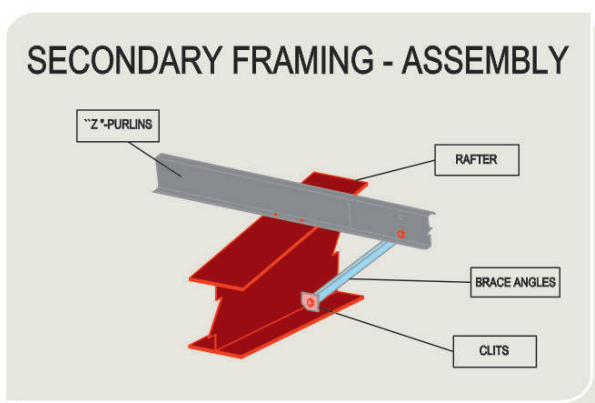 SECONDARY FRAMING - ASSEMBLY
``Z"-PURLINS
RAFTER
BRACE ANGLES
CLITS